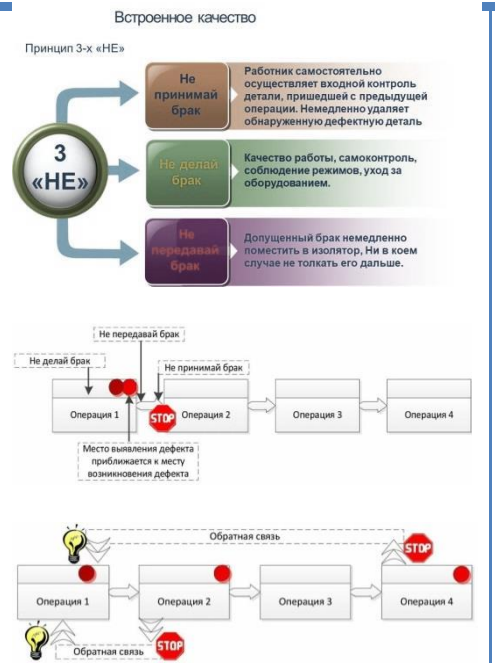 Встроенное качество
Принцип 3-х «НЕ»
3
«НЕ»
Не
принимай
брак
Работник самостоятельно
осуществляет входной контроль
детали, пришедшей с предыдущей
операции. Немедленно удаляет
обнаруженную дефектную деталь
Не делай
брак
Качество работы, самоконтроль,
соблюдение режимов, уход за
оборудованием.
Не
передавай
брак
Допущенный брак немедленно
поместить в изолятор, Ни в коем
случае не толкать его дальше.
Не передавай брак
Не делай брак
Не принимай брак
Операция 1
STOP
Операция 2
Операция 3
Операция 4
Место выявления дефекта
приближается к месту
возникновения дефекта
Обратная связь
STOP
Операция 1
Операция 2
Операция 3
Операция 4
Обратная связь
STOP